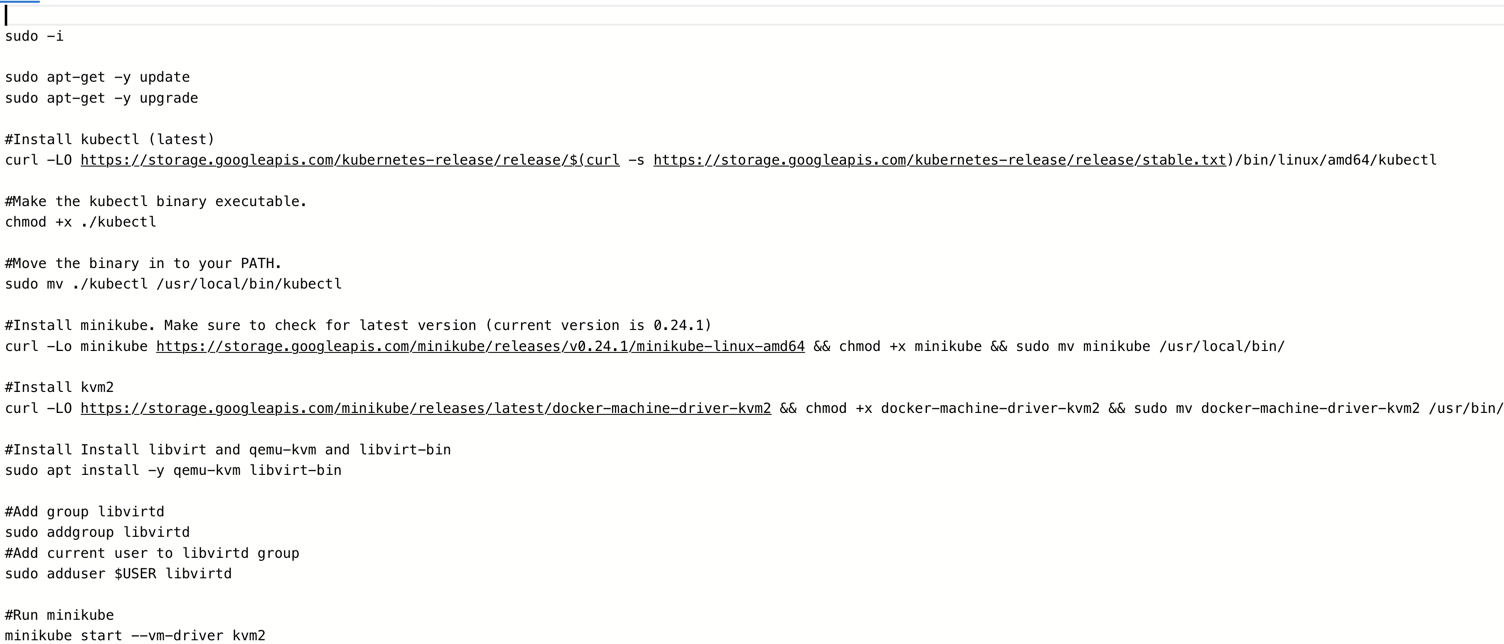 sudo -i
sudo apt-get -y update
sudo apt-get -y upgrade
#Install kubectl (latest)
curl -LO https://storage.googleapis.com/kubernetes-release/release/$(curl -s https://storage.googleapis.com/kubernetes-release/release/stable.txt)/bin/linux/amd64/kubectl
#Make the kubectl binary executable.
chmod +x ./kubectl
#Move the binary in to your PATH.
sudo mv ./kubectl /usr/local/bin/kubectl
#Install minikube. Make sure to check for latest version (current version is 0.24.1)
curl -Lo minikube https://storage.googleapis.com/minikube/releases/v0.24.1/minikube-linux-amd64 && chmod +x minikube && sudo mv minikube /usr/local/bin/
#Install kvm2
curl -LO https://storage.googleapis.com/minikube/releases/latest/docker-machine-driver-kvm2 && chmod +x docker-machine-driver-kvm2 && sudo mv docker-machine-driver-kvm2 /usr/bin/
#Install Install libvirt and qemu-kvm and libvirt-bin
sudo apt install -y qemu-kvm libvirt-bin
#Add group libvirtd
sudo addgroup libvirtd
#Add current user to libvirtd group
sudo adduser $USER libvirtd
#Run minikube
minikube start --vm-driver kvm2